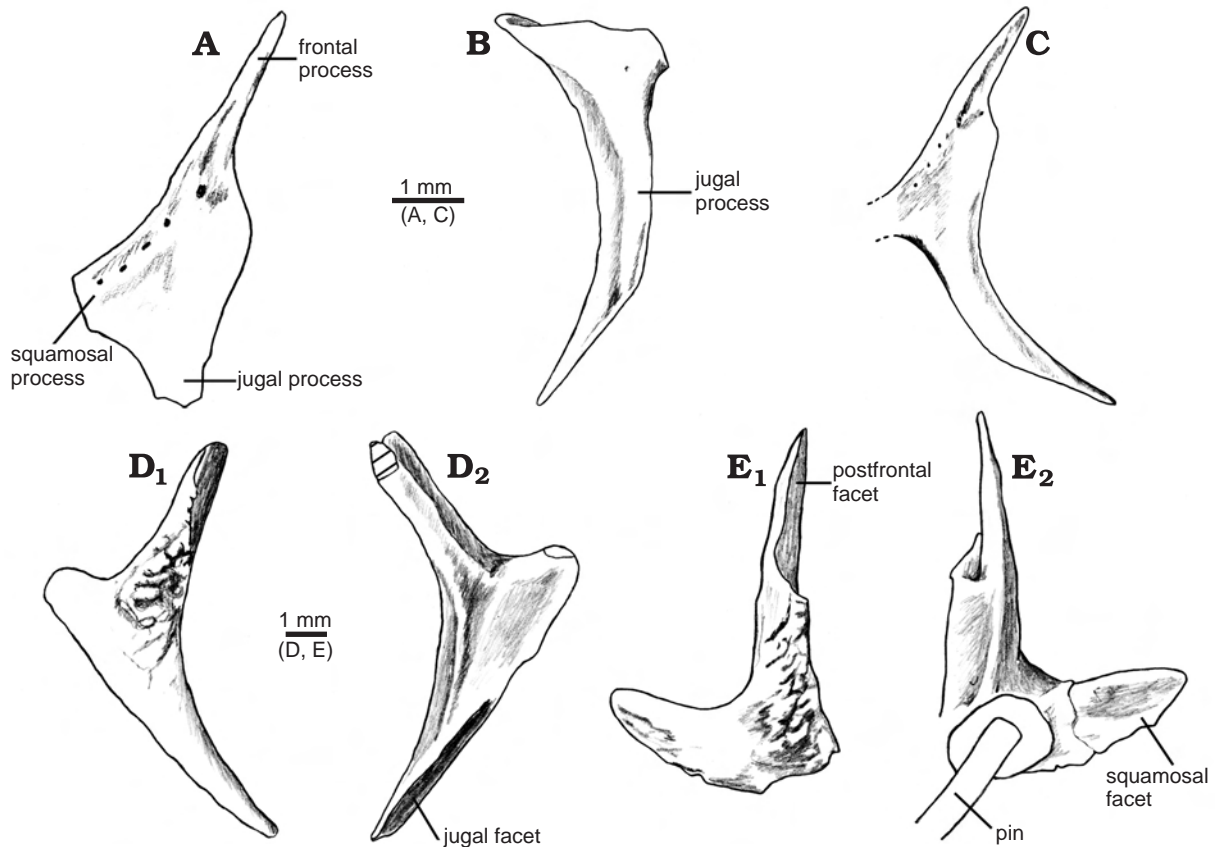 A
frontal
process
B
C
1 mm
(A, C)
jugal
process
squamosal
process
jugal process
D1
D2
E1
postfrontal
facet
E2
1 mm
(D, E)
squamosal
facet
jugal facet
pin